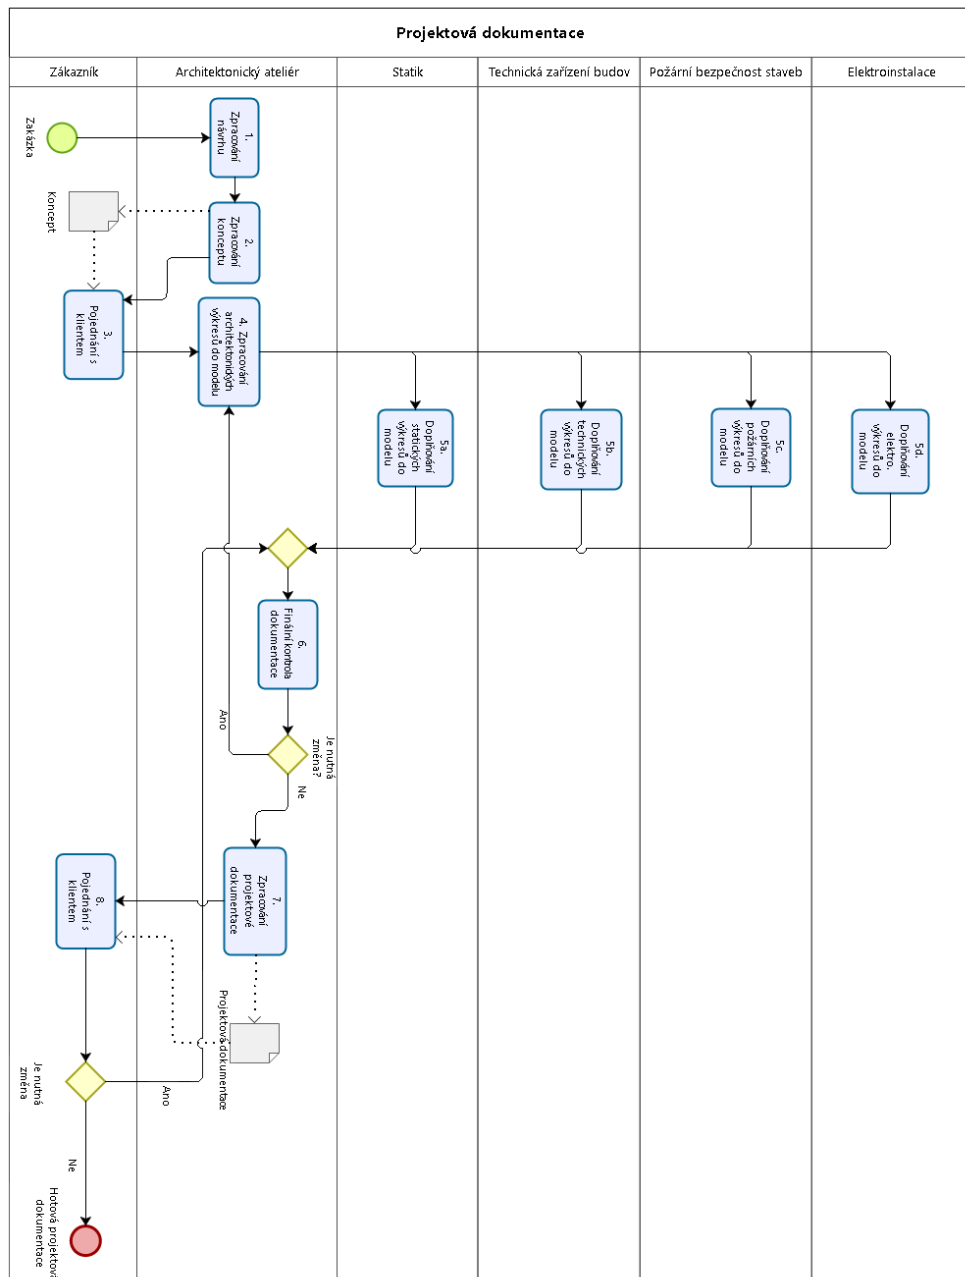 Projektová dokumentace
Zákazník
Architektonický ateliér
Statik
Technická zařízení budov
Požární bezpečnost staveb
Elektroinstalace
Zakázka
1.
Zpracování
návrhu
Koncept
2.
Zpracování
konceptu
3.
Pojednání s
klientem
4. Zpracování
architektonických
výkresů do modelu
5a.
Doplňování
statických
výkresů do
modelu
5b.
Doplňování
technických
výkresů do
modelu
5c.
Doplňování
požárních
výkresů do
modelu
5d.
Doplňování
elektro.
výkresů do
modelu
6.
Finální kontrola
dokumentace
Je nutná
změna?
Ano
Ne
7.
Zpracování
projektové
dokumentace
8.
Pojednání s
klientem
Projektová dokumentace
Je nutná
změna
Ano
Ne
Hotová projektová
dokumentace